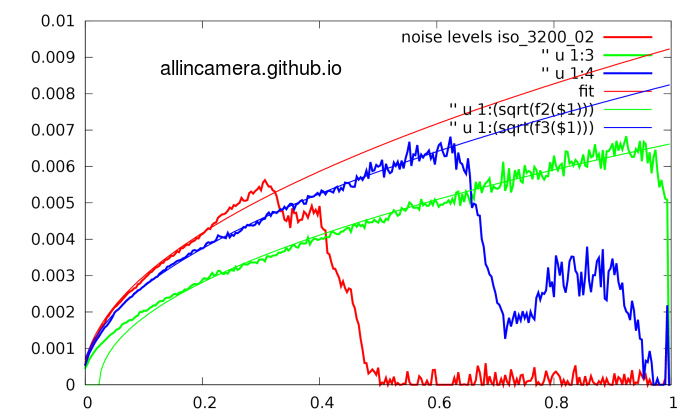 0.01
noise levels iso_3200_02
0.009
'' u 1:3
allincamera.github.io
'' u 1:4
0.008
fit
'' u 1:(sqrt(f2($1)))
0.007
'' u 1:(sqrt(f3($1)))
0.006
0.005
0.004
0.003
0.002
0.001
0
0 0.2 0.4 0.6 0.8 1